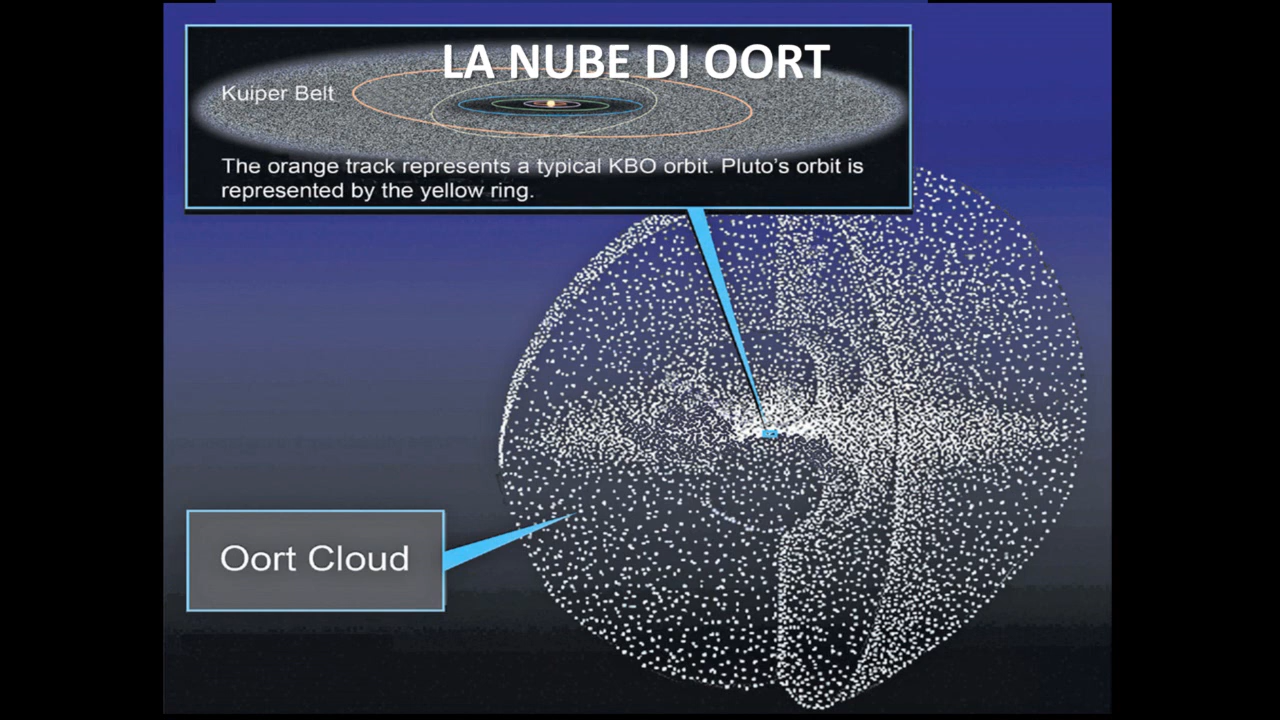 LA NUBE DI OORT
Kuiper Belt
The orange track represents a typical KBO orbit. Pluto's orbit is
represented by the yellow ring.
Oort Cloud